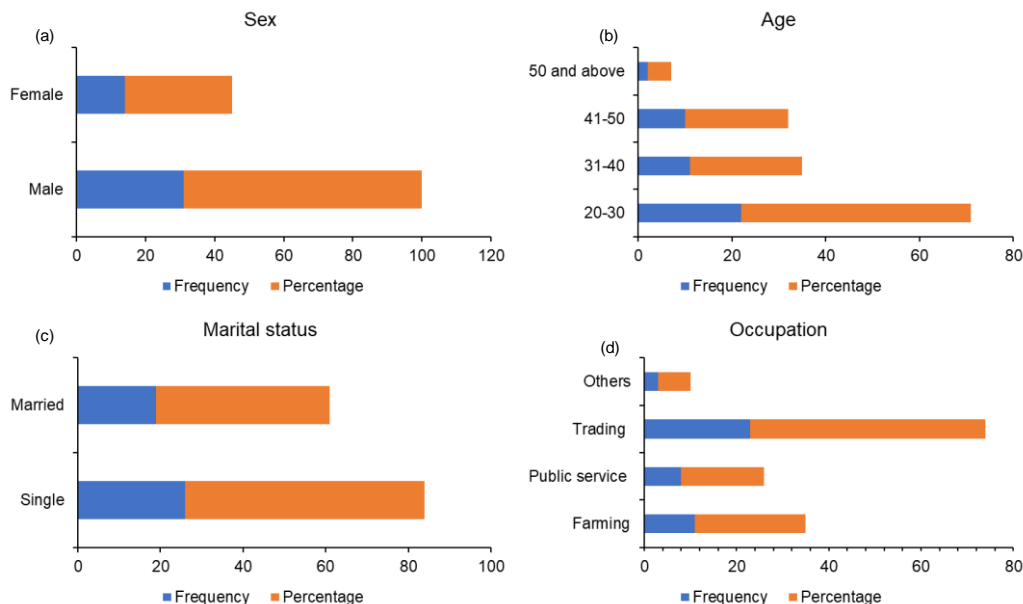 (a)
Sex
Female
Male
0 20 40 60 80 100 120
Frequency Percentage
(b)
Age
50 and above
41-50
31-40
20-30
0 20 40 60 80
Frequency Percentage
(c)
Marital status
Married
Single
0 20 40 60 80 100
Frequency Percentage
(d)
Occupation
Others
Trading
Public service
Farming
0 20 40 60 80
Frequency Percentage